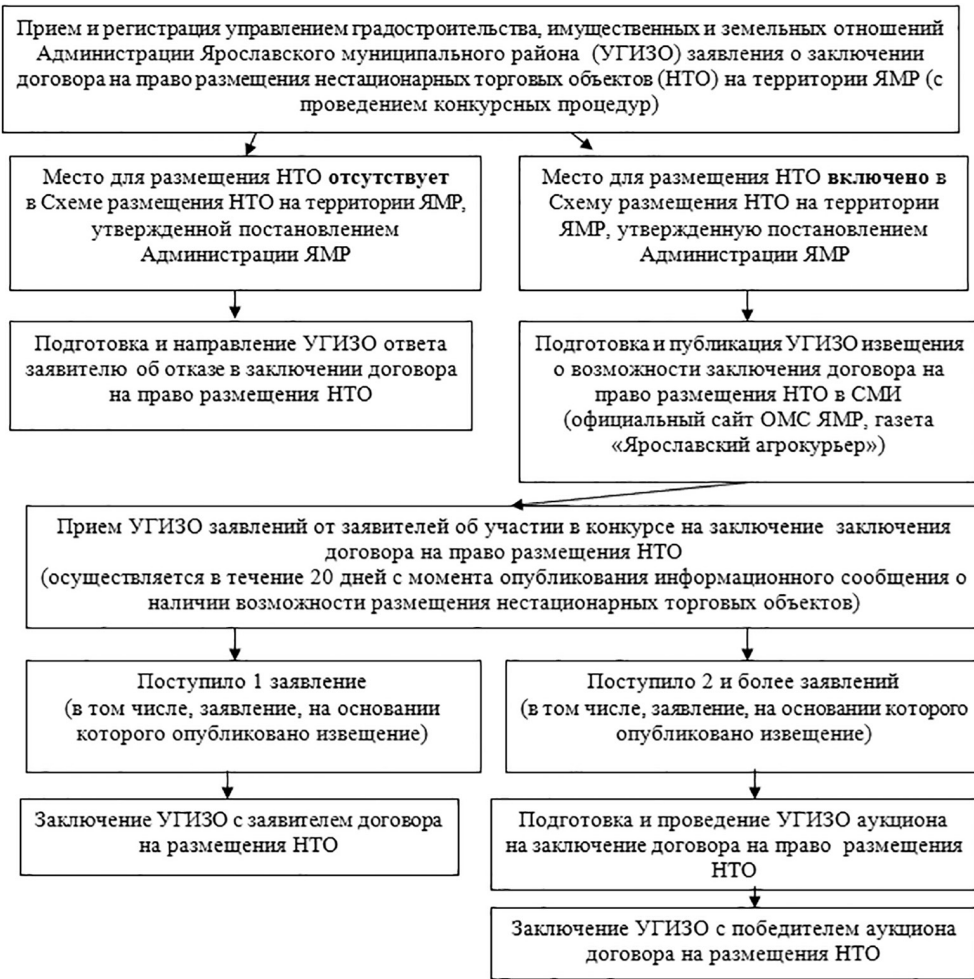 Прием и регистрация управлением градостроительства, имущественных и земельных отношений
Администрации Ярославского муниципального района (УГИЗО) заявления о заключении
договора на право размещения нестационарных торговых объектов (НТО) на территории ЯМР (с
проведением конкурсных процедур)
Место для размещения НТО отсутствует
в Схеме размещения НТО на территории ЯМР,
утвержденной постановлением
Администрации ЯМР
Место для размещения НТО включено в
Схему размещения НТО на территории
ЯМР, утвержденную постановлением
Администрации ЯМР
Подготовка и направление УГИЗО ответа
заявителю об отказе в заключении договора
на право размещения НТО
Подготовка и публикация УГИЗО извещения
о возможности заключения договора на
право размещения НТО в СМИ
(официальный сайт ОМС ЯМР, газета
«Ярославский агрокурьер»)
Прием УГИЗО заявлений от заявителей об участии в конкурсе на заключение заключения
договора на право размещения НТО
(осуществляется в течение 20 дней с момента опубликования информационного сообщения о
наличии возможности размещения нестационарных торговых объектов)
Поступило 1 заявление
(в том числе, заявление, на основании
которого опубликовано извещение)
Поступило 2 и более заявлений
(в том числе, заявление, на основании которого
опубликовано извещение)
Заключение УГИЗО с заявителем договора
на размещения НТО
Подготовка и проведение УГИЗО аукциона
на заключение договора на право размещения
НТО
Заключение УГИЗО с победителем аукциона
договора на размещения НТО